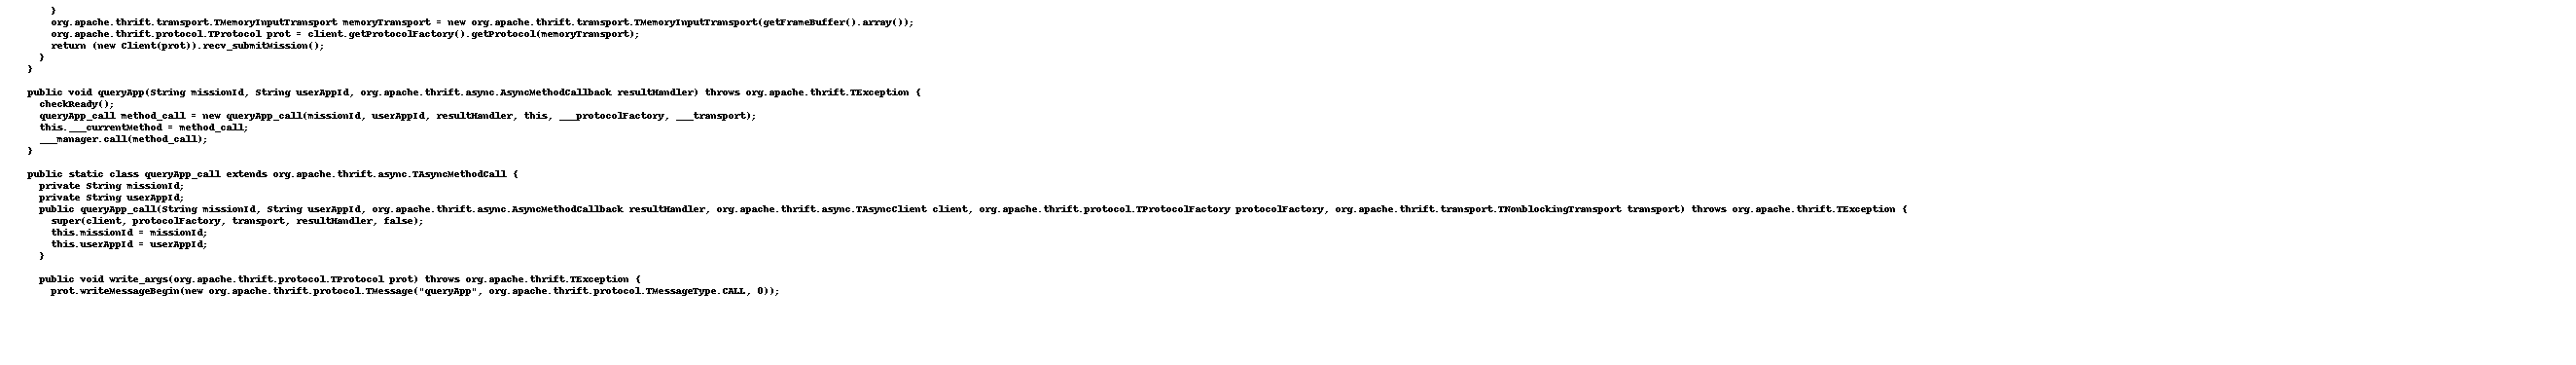 }
org.apache.thrift.transport.TMemoryInputTransport memoryTransport = new org.apache.thrift.transport.TMemoryInputTransport(getFrameBuffer().array());
org.apache.thrift.protocol.TProtocol prot = client.getProtocolFactory().getProtocol(memoryTransport);
return (new Client(prot)).recv_submitMission();
}
}
public void queryApp(String missionId, String userAppId, org.apache.thrift.async.AsyncMethodCallback resultHandler) throws org.apache.thrift.TException {
checkReady();
queryApp_call method_call = new queryApp_call(missionId, userAppId, resultHandler, this, ___protocolFactory, ___transport);
this.___currentMethod = method_call;
___manager.call(method_call);
}
public static class queryApp_call extends org.apache.thrift.async.TAsyncMethodCall {
private String missionId;
private String userAppId;
public queryApp_call(String missionId, String userAppId, org.apache.thrift.async.AsyncMethodCallback resultHandler, org.apache.thrift.async.TAsyncClient client, org.apache.thrift.protocol.TProtocolFactory protocolFactory, org.apache.thrift.transport.TNonblockingTransport transport) throws org.apache.thrift.TException {
super(client, protocolFactory, transport, resultHandler, false);
this.missionId = missionId;
this.userAppId = userAppId;
}
public void write_args(org.apache.thrift.protocol.TProtocol prot) throws org.apache.thrift.TException {
prot.writeMessageBegin(new org.apache.thrift.protocol.TMessage("queryApp", org.apache.thrift.protocol.TMessageType.CALL, 0));